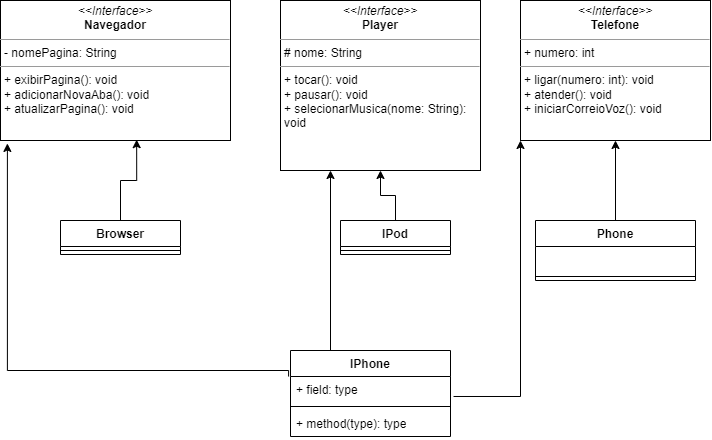 <<Interface>>
Navegador
- nomePagina: String
+ exibirPagina(): void
+ adicionarNovaAba(): void
+ atualizarPagina(): void
<<Interface>>
Player
# nome: String
+ tocar(): void
+ pausar(): void
+ selecionarMusica(nome: String):
void
<<Interface>>
Telefone
+ numero: int
+ ligar(numero: int): void
+ atender(): void
+ iniciarCorreioVoz(): void
Browser
IPod
Phone
IPhone
+ field: type
+ method(type): type